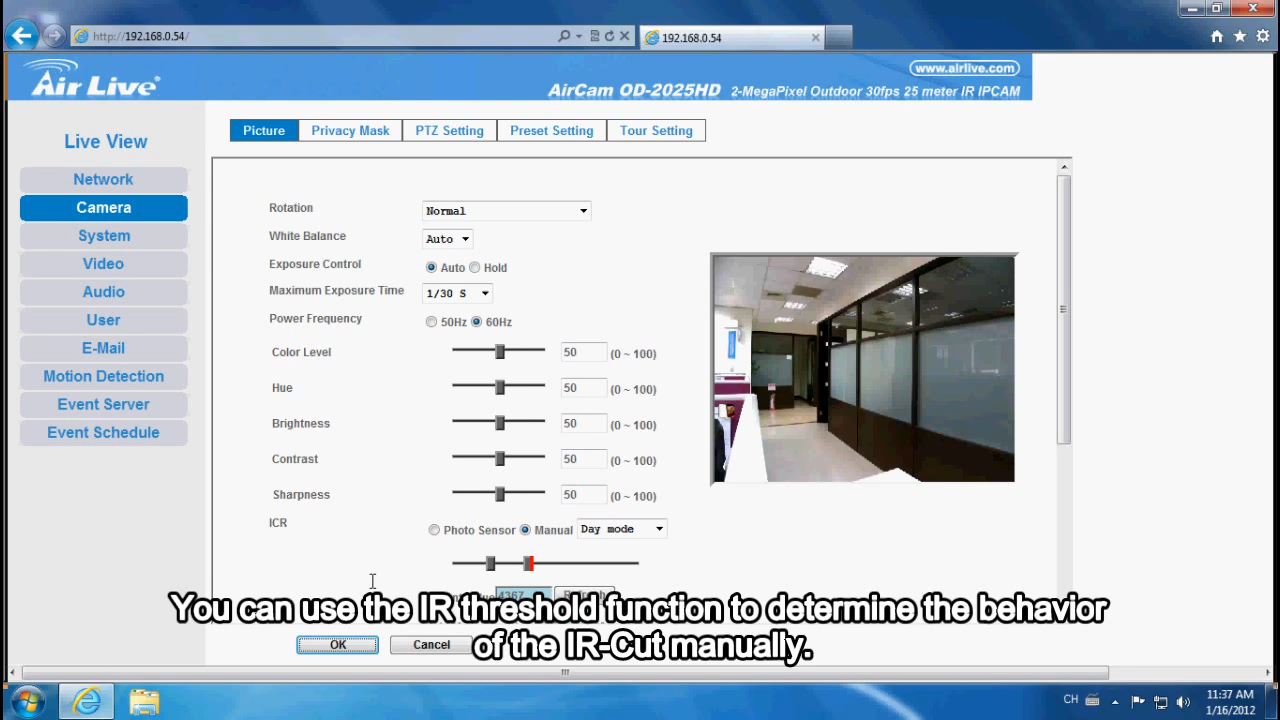 http://192.168.0.54/
192.168.0.54
Air Live
www.airlive.com
AirCam OD-2025HD 2-MegaPixel Outdoor 30fps 25 meter IR IPCAM
Live View
Network
Camera
System
Video
Audio
User
E-Mail
Motion Detection
Event Server
Event Schedule
Picture
Privacy Mask
PTZ Setting
Preset Setting
Tour Setting
Rotation Normal
White Balance Auto
Exposure Control Auto Hold
Maximum Exposure Time 1/30 S
Power Frequency 50Hz 60Hz
Color Level 50 (0 ~ 100)
Hue 50 (0 ~ 100)
Brightness 50 (0 ~ 100)
Contrast 50 (0 ~ 100)
Sharpness 50 (0 ~ 100)
ICR Photo Sensor Manual Day mode
4367
You can use the IR threshold function to determine the behavior
of the IR-Cut manually.
OK Cancel
CH
11:37 AM
1/16/2012